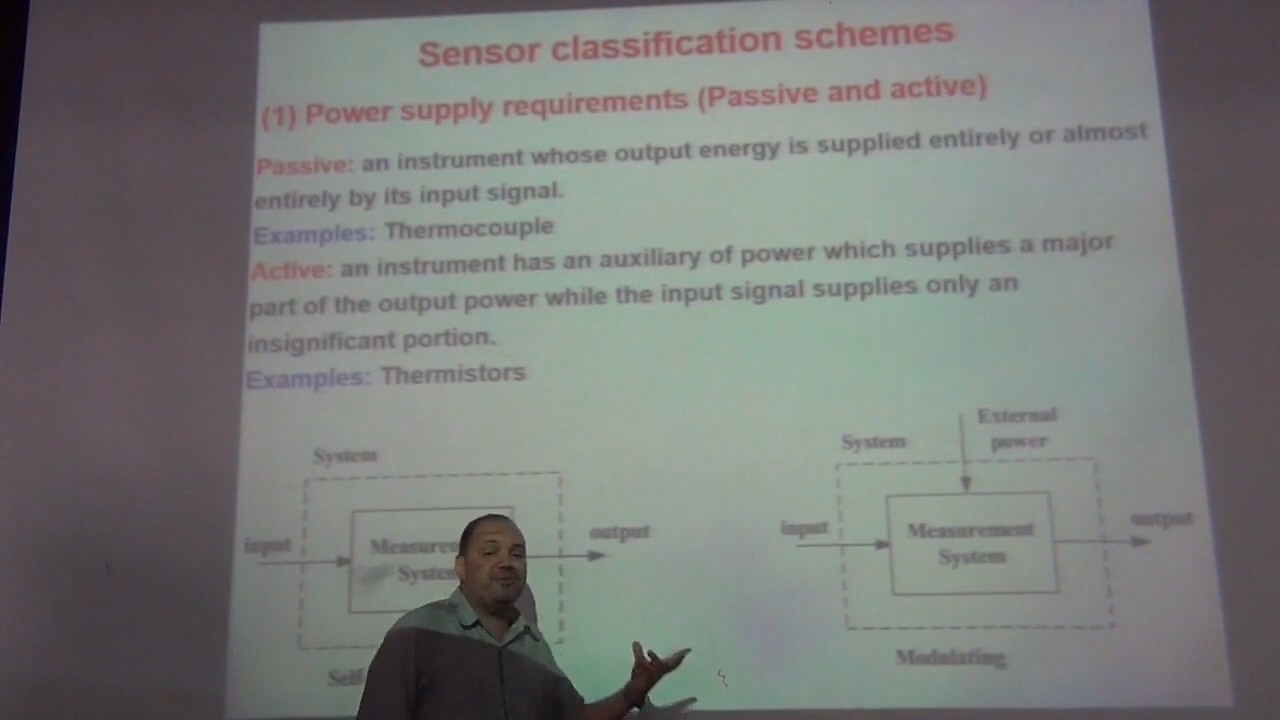 Sensor classification schemes
(1) Power supply requirements (Passive and active)
Passive: an instrument whose output energy is supplied entirely or almost
entirely by its input signal.
Examples: Thermocouple
Active: an instrument has an auxiliary of power which supplies a major
part of the output power while the input signal supplies only an
insignificant portion.
Examples: Thermistors
System
input
output
System
External
power
input
Measurement
System
output
Modulating